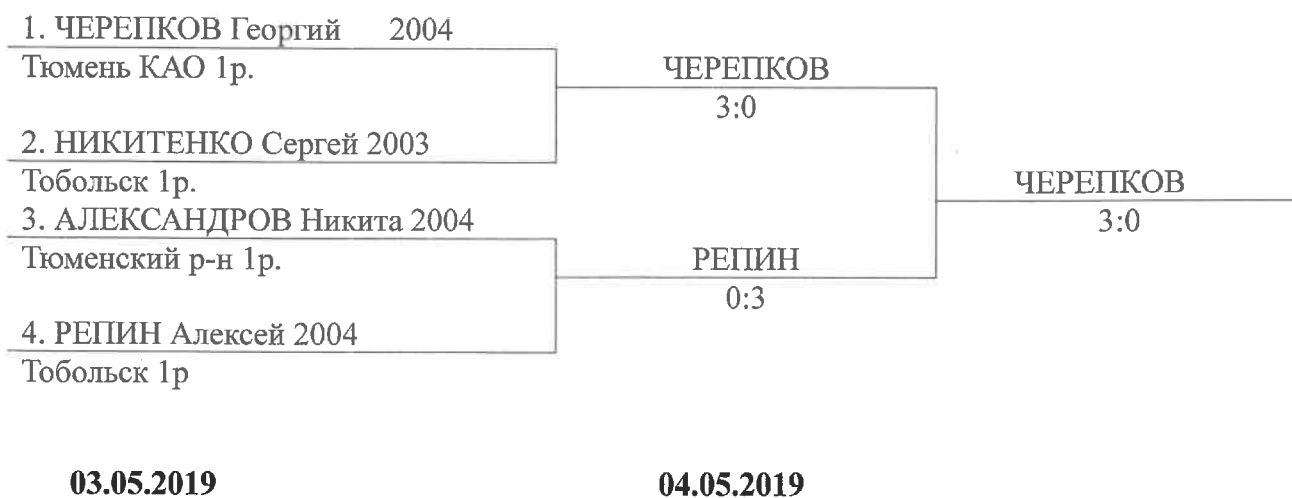 1. ЧЕРЕПКОВ Георгий 2004
Тюмень КАО 1р.
ЧЕРЕПКОВ
3:0
2. НИКИТЕНКО Сергей 2003
Тобольск 1р.
ЧЕРЕПКОВ
3:0
3. АЛЕКСАНДРОВ Никита 2004
Тюменский р-н 1р.
РЕПИН
0:3
4. РЕПИН Алексей 2004
Тобольск 1р
03.05.2019
04.05.2019